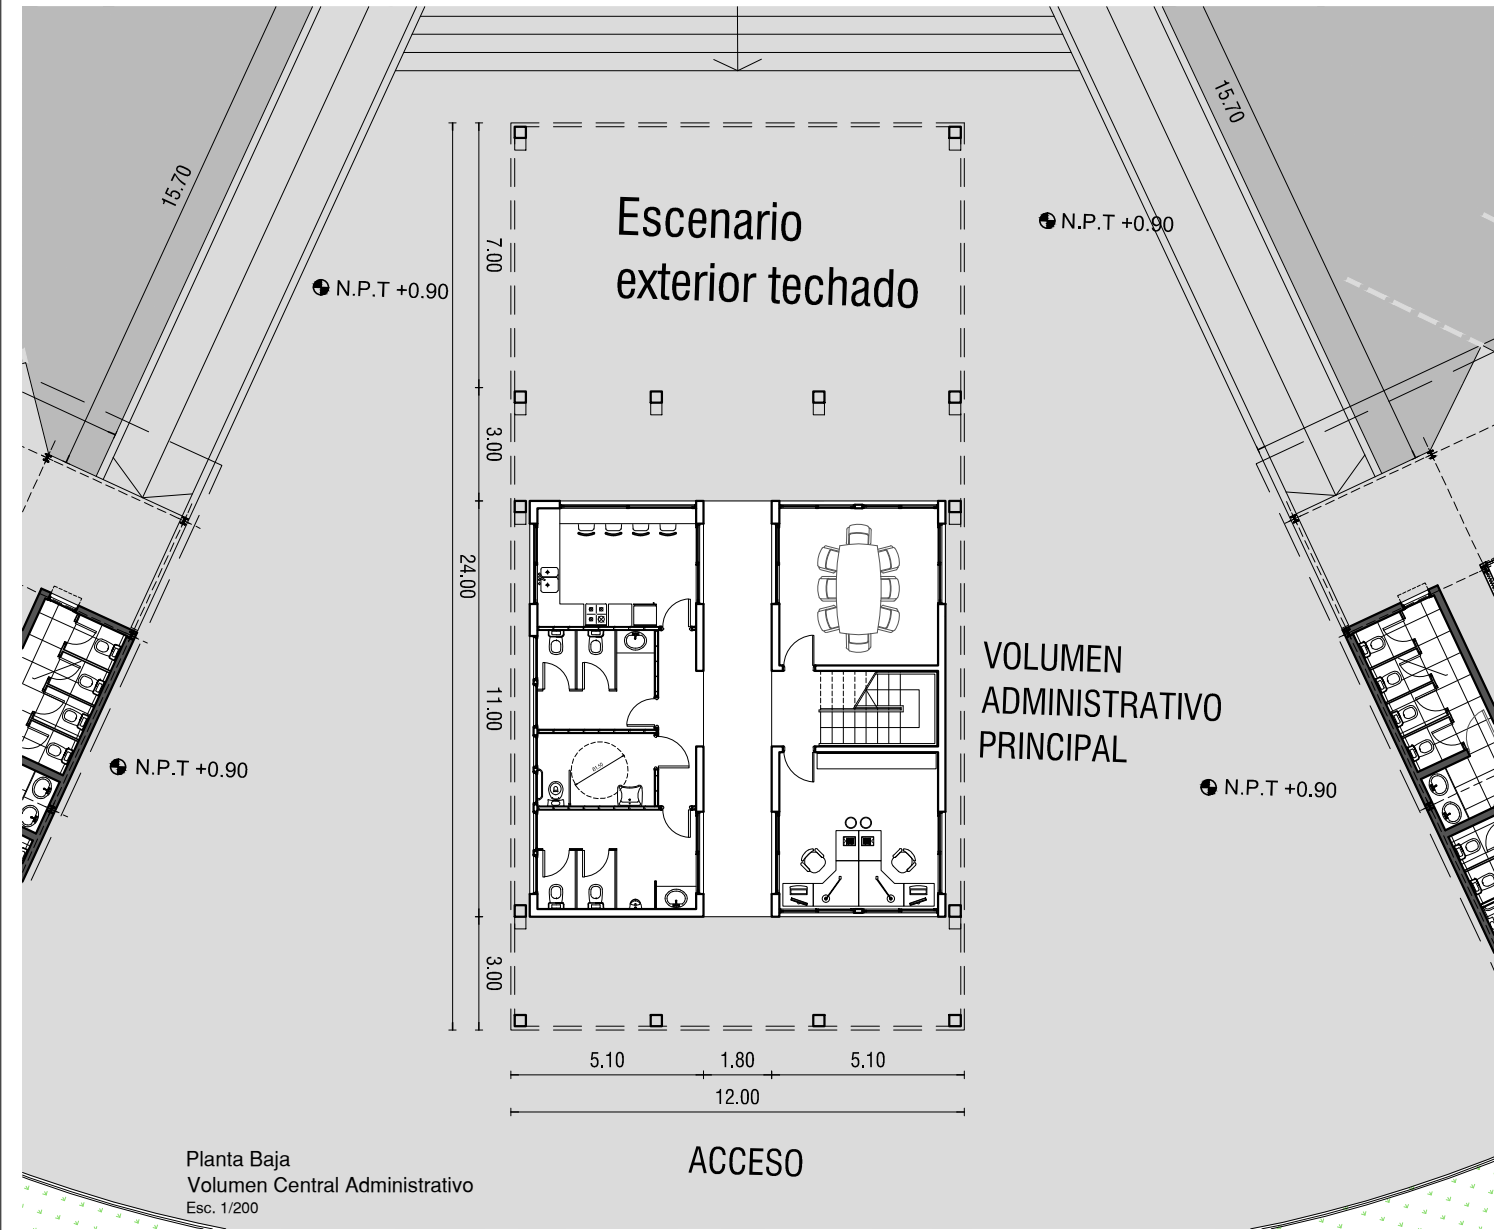 15.70
15.70
Escenario
exterior techado
N.P.T +0.90
N.P.T +0.90
7.00
3.00
24.00
11.00
3.00
VOLUMEN
ADMINISTRATIVO
PRINCIPAL
N.P.T +0.90
N.P.T +0.90
5.10
1.80
5.10
12.00
ACCESO
Planta Baja
Volumen Central Administrativo
Esc. 1/200